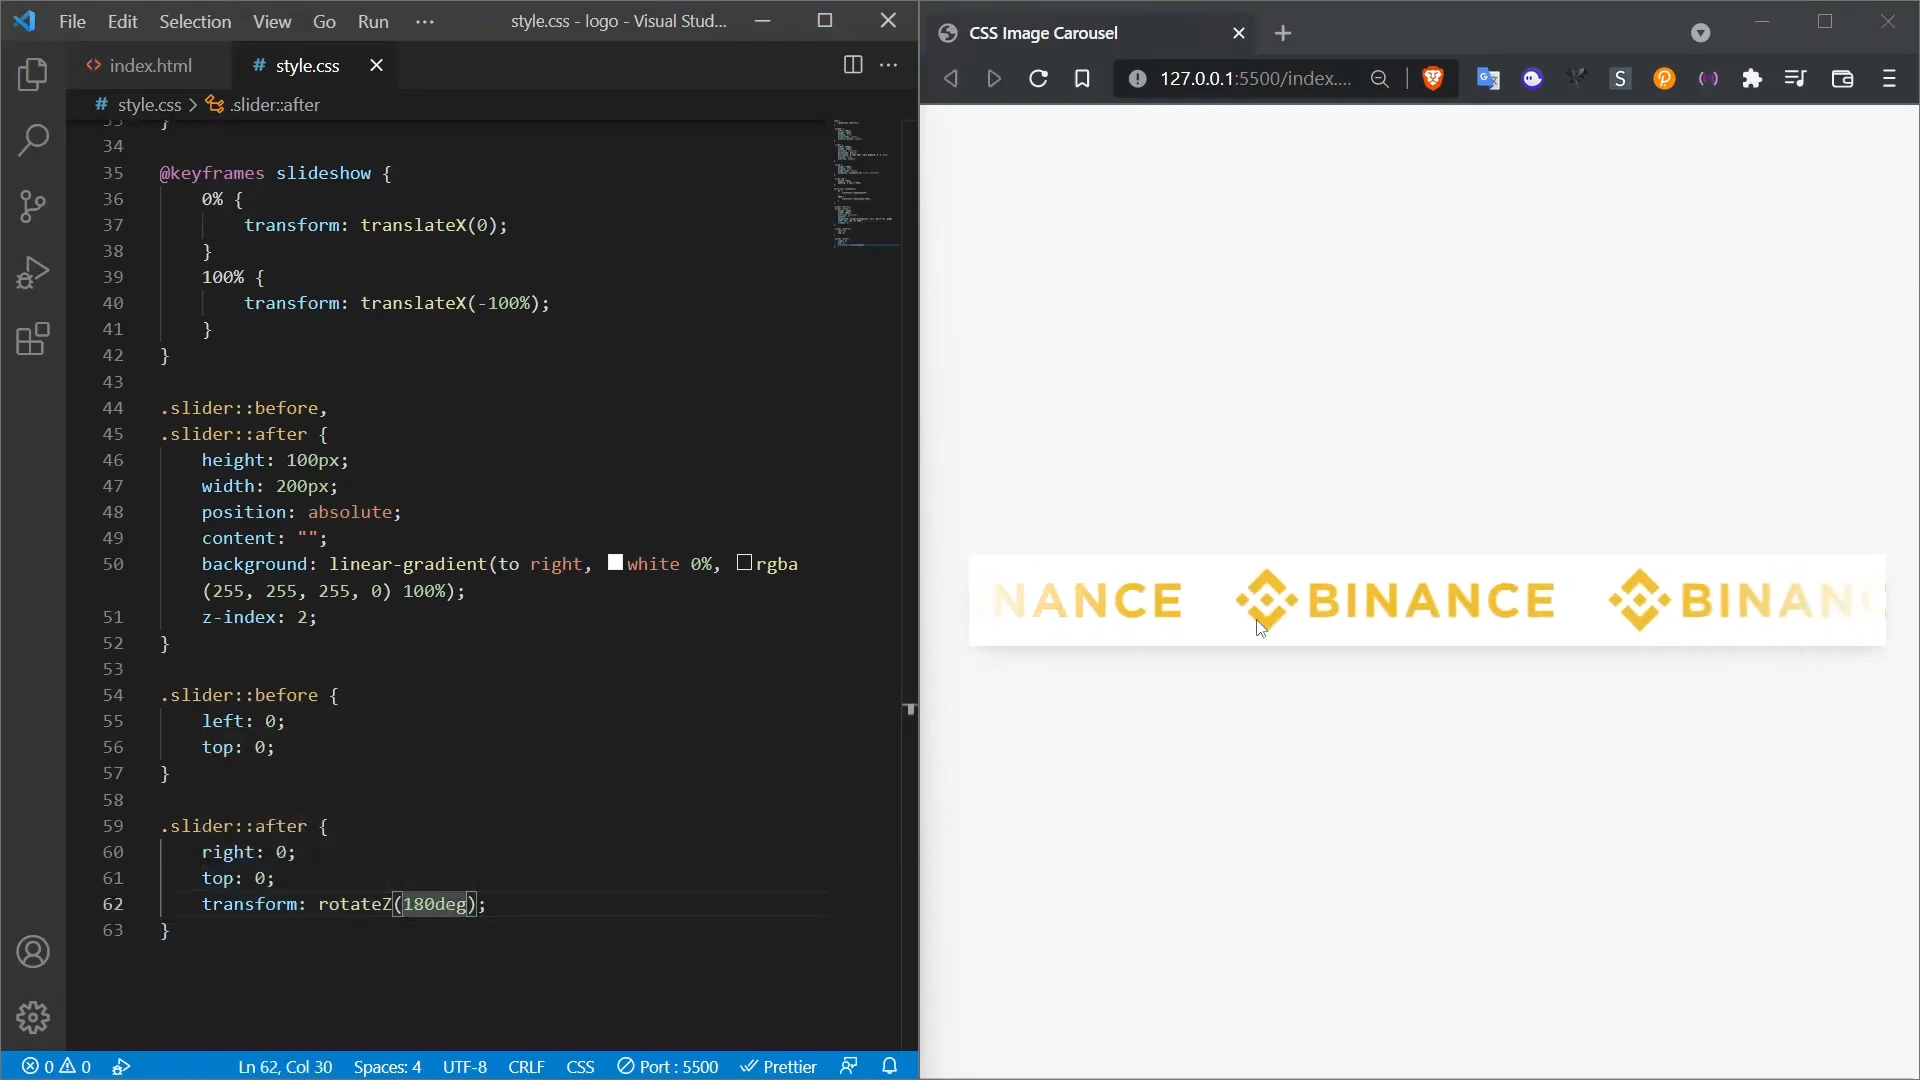 File Edit Selection View Go Run ··· style.css - logo - Visual Stud...
index.html # style.css
# style.css > .slider::after
33 }
34
35 @keyframes slideshow {
36 0% {
37 transform: translateX(0);
38 }
39 100% {
40 transform: translateX(-100%);
41 }
42 }
43
44 .slider::before,
45 .slider::after {
46 height: 100px;
47 width: 200px;
48 position: absolute;
49 content: "";
50 background: linear-gradient(to right, white 0%, rgba
(255, 255, 255, 0) 100%);
51 z-index: 2;
52 }
53
54 .slider::before {
55 left: 0;
56 top: 0;
57 }
58
59 .slider::after {
60 right: 0;
61 top: 0;
62 transform: rotateZ(180deg);
63 }
0 0 Ln 62, Col 30 Spaces: 4 UTF-8 CRLF CSS Port : 5500 Prettier
CSS Image Carousel
127.0.0.1:5500/index....
S
NANCE BINANCE BINANC